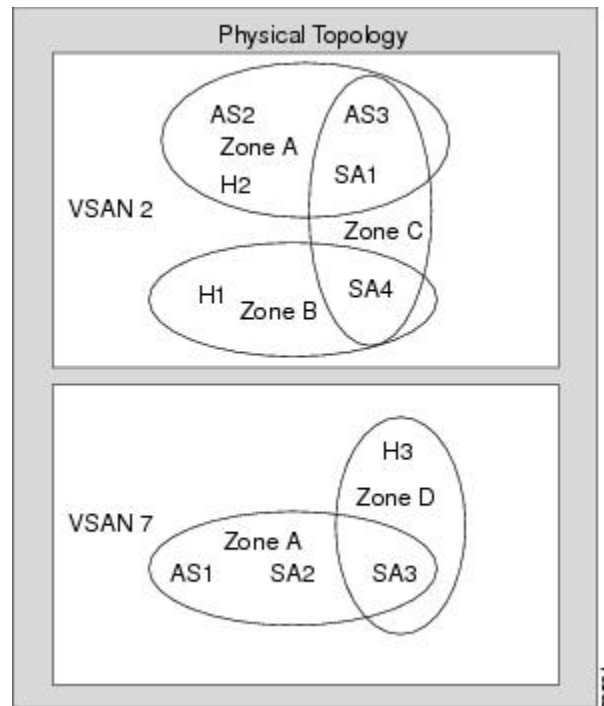 Physical Topology
AS2 AS3
Zone A
H2 SA1
VSAN 2
Zone C
H1 Zone B SA4
H3
Zone D
VSAN 7
Zone A
AS1 SA2 SA3